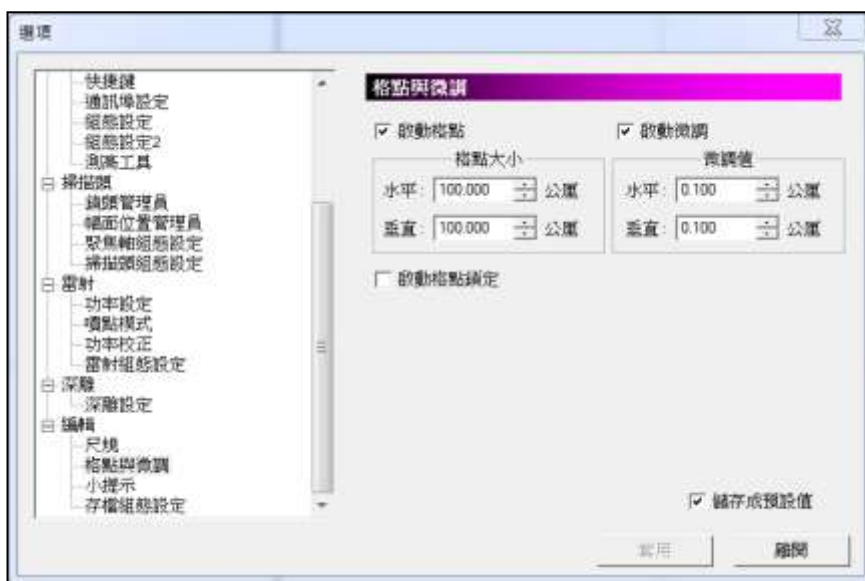 選項
快捷鍵
通訊埠設定
組態設定
組態設定2
測高工具
掃描頭
鏡頭管理員
幅面位置管理員
聚焦軸組態設定
掃描頭組態設定
雷射
功率設定
噴點模式
功率校正
雷射組態設定
深雕
深雕設定
編輯
尺規
格點與微調
小提示
存檔組態設定
格點與微調
啟動格點
啟動微調
格點大小
水平: 100.000 公厘
垂直: 100.000 公厘
微調值
水平: 0.100 公厘
垂直: 0.100 公厘
啟動格點鎖定
儲存成預設值
套用
離開